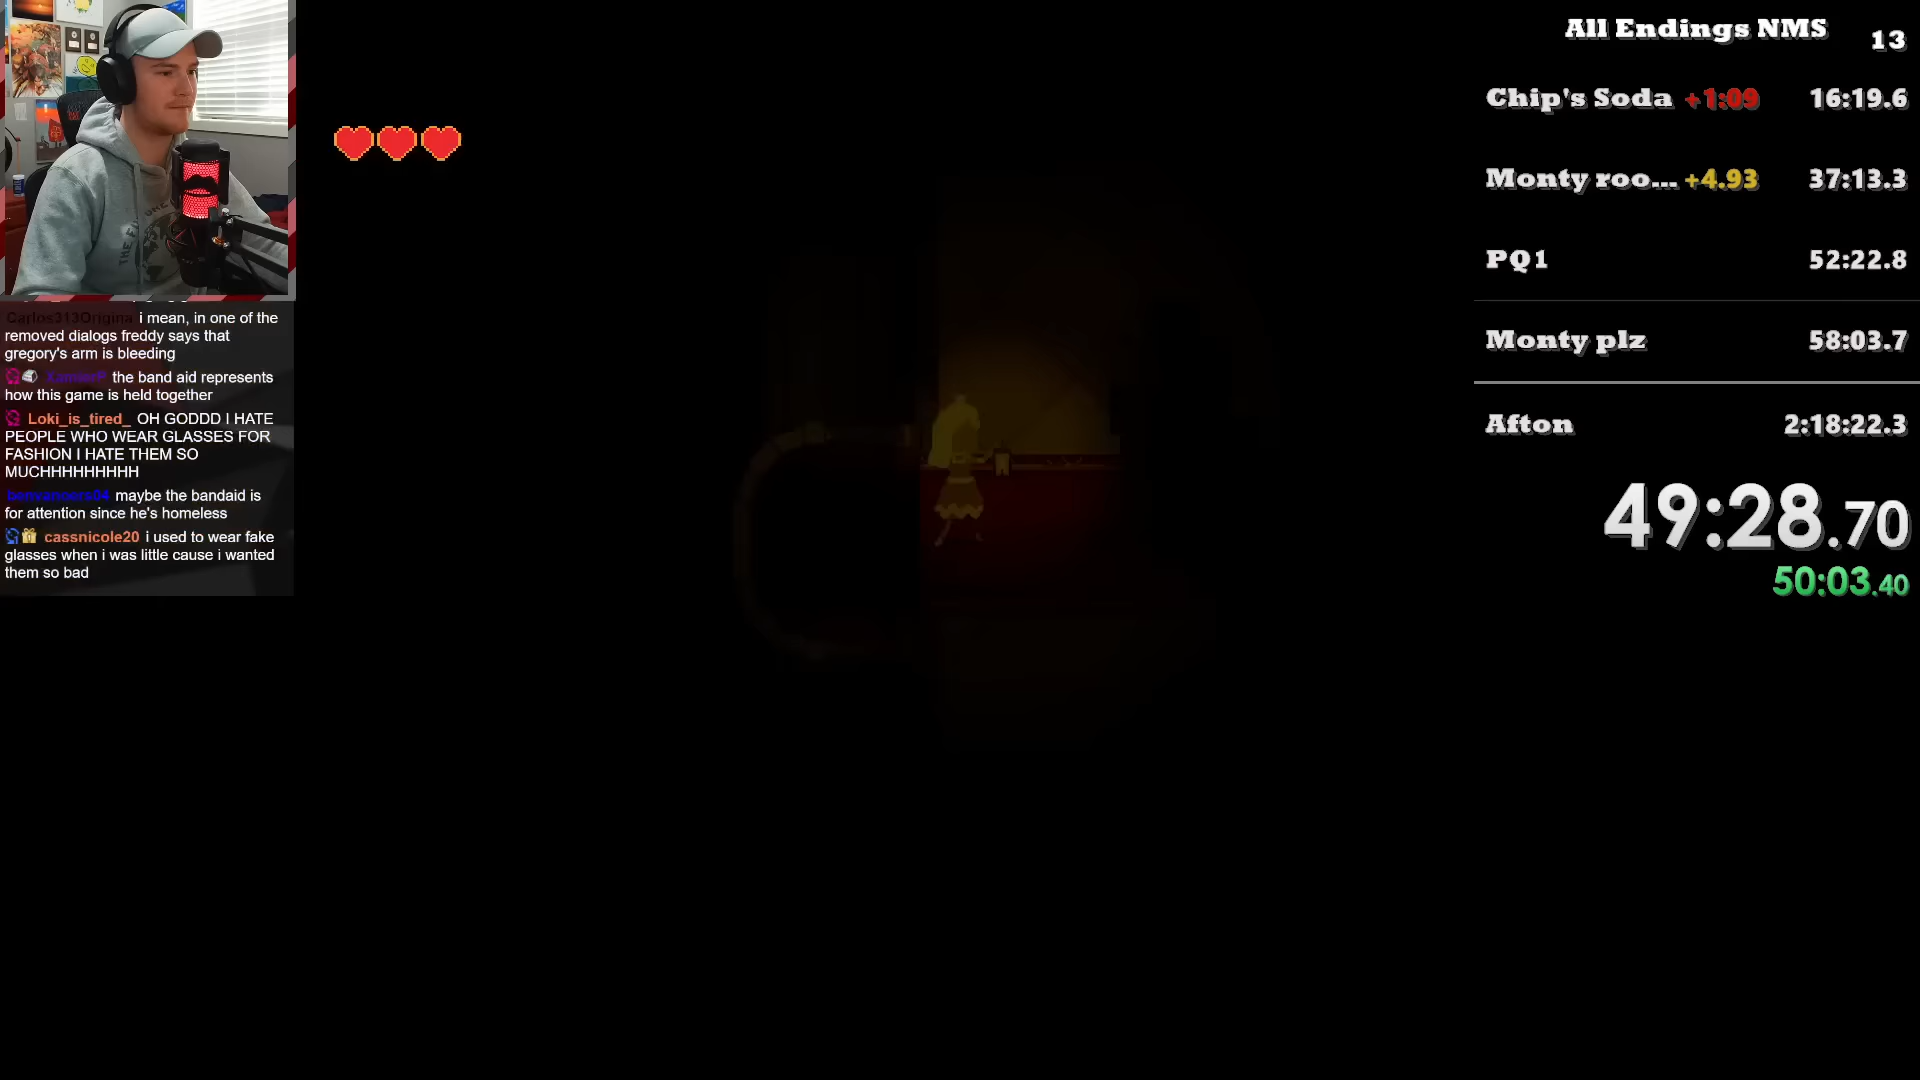 All Endings NMS
13
Chip's Soda +1:09 16:19.6
Monty roo... +4.93 37:13.3
PQ1 52:22.8
Monty plz 58:03.7
Afton 2:18:22.3
49:28.70
50:03.40
Carlos313Origina i mean, in one of the
removed dialogs freddy says that
gregory's arm is bleeding
the band aid represents
how this game is held together
Loki_is_tired_ OH GODDD I HATE
PEOPLE WHO WEAR GLASSES FOR
FASHION I HATE THEM SO
MUCHHHHHHHHH
maybe the bandaid is
for attention since he's homeless
cassnicole20 i used to wear fake
glasses when i was little cause i wanted
them so bad